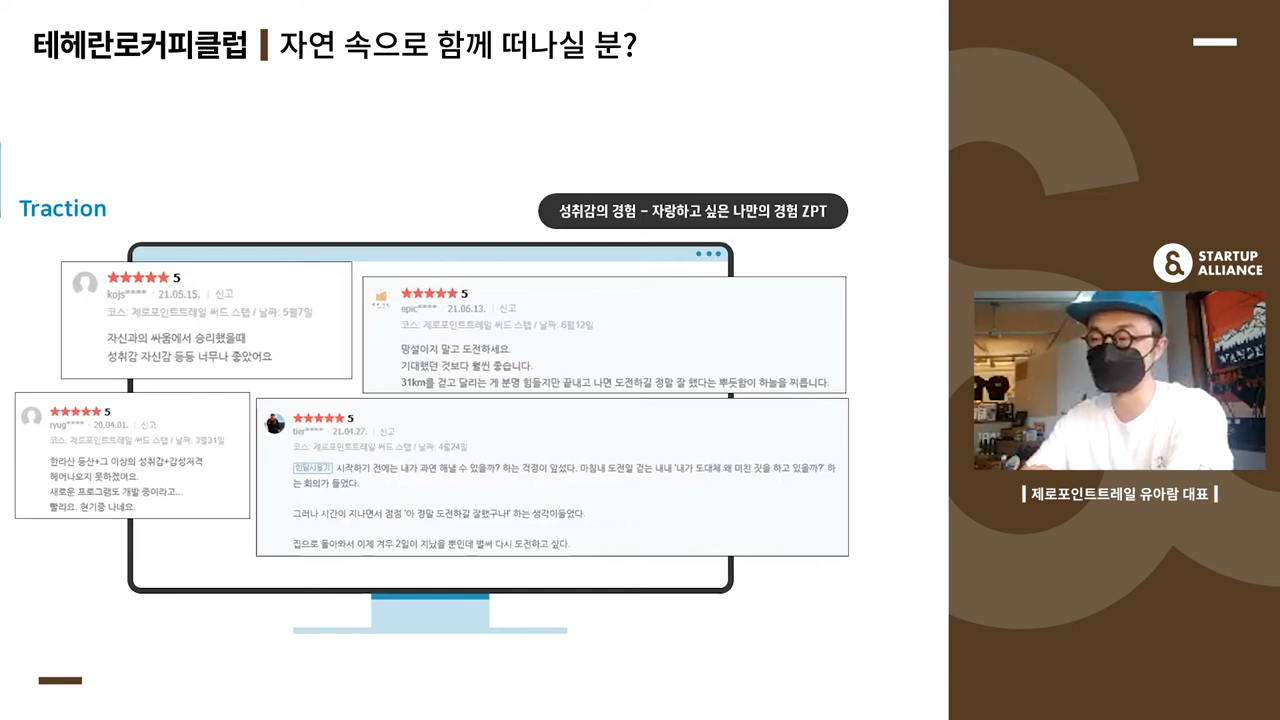 테헤란로커피클럽 | 자연 속으로 함께 떠나실 분?
Traction
성취감의 경험 – 자랑하고 싶은 나만의 경험 ZPT
★★★★★ 5
kojs**** · 21.05.15. | 신고
코스: 제로포인트트레일 써드 스텝 / 날짜: 5월7일
자신과의 싸움에서 승리했을때
성취감 자신감 등등 너무나 좋았어요
★★★★★ 5
epic**** · 21.06.13. | 신고
코스: 제로포인트트레일 써드 스텝 / 날짜: 6월12일
망설이지 말고 도전하세요.
기대했던 것보다 훨씬 좋습니다.
31km를 걷고 달리는 게 분명 힘들지만 끝내고 나면 도전하길 정말 잘 했다는 뿌듯함이 하늘을 찌릅니다.
★★★★★ 5
ryug**** · 20.04.01. | 신고
코스: 제로포인트트레일 써드 스텝 / 날짜: 3월31일
한라산 등산+그 이상의 성취감+감성저격
헤어나오지 못하겠어요.
새로운 프로그램도 개발 중이라고...
빨리요. 현기증 나네요.
★★★★★ 5
tier**** · 21.04.27. | 신고
코스: 제로포인트트레일 써드 스텝 / 날짜: 4월24일
한달사용기 시작하기 전에는 내가 과연 해낼 수 있을까? 하는 걱정이 앞섰다. 마침내 도전일 걷는 내내 '내가 도대체 왜 미친 짓을 하고 있을까?' 하
는 회의가 들었다.
그러나 시간이 지나면서 점점 '아 정말 도전하길 잘했구나!' 하는 생각이들었다.
집으로 돌아와서 이제 겨우 2일이 지났을 뿐인데 벌써 다시 도전하고 싶다.
STARTUP
ALLIANCE
| 제로포인트트레일 유아람 대표 |